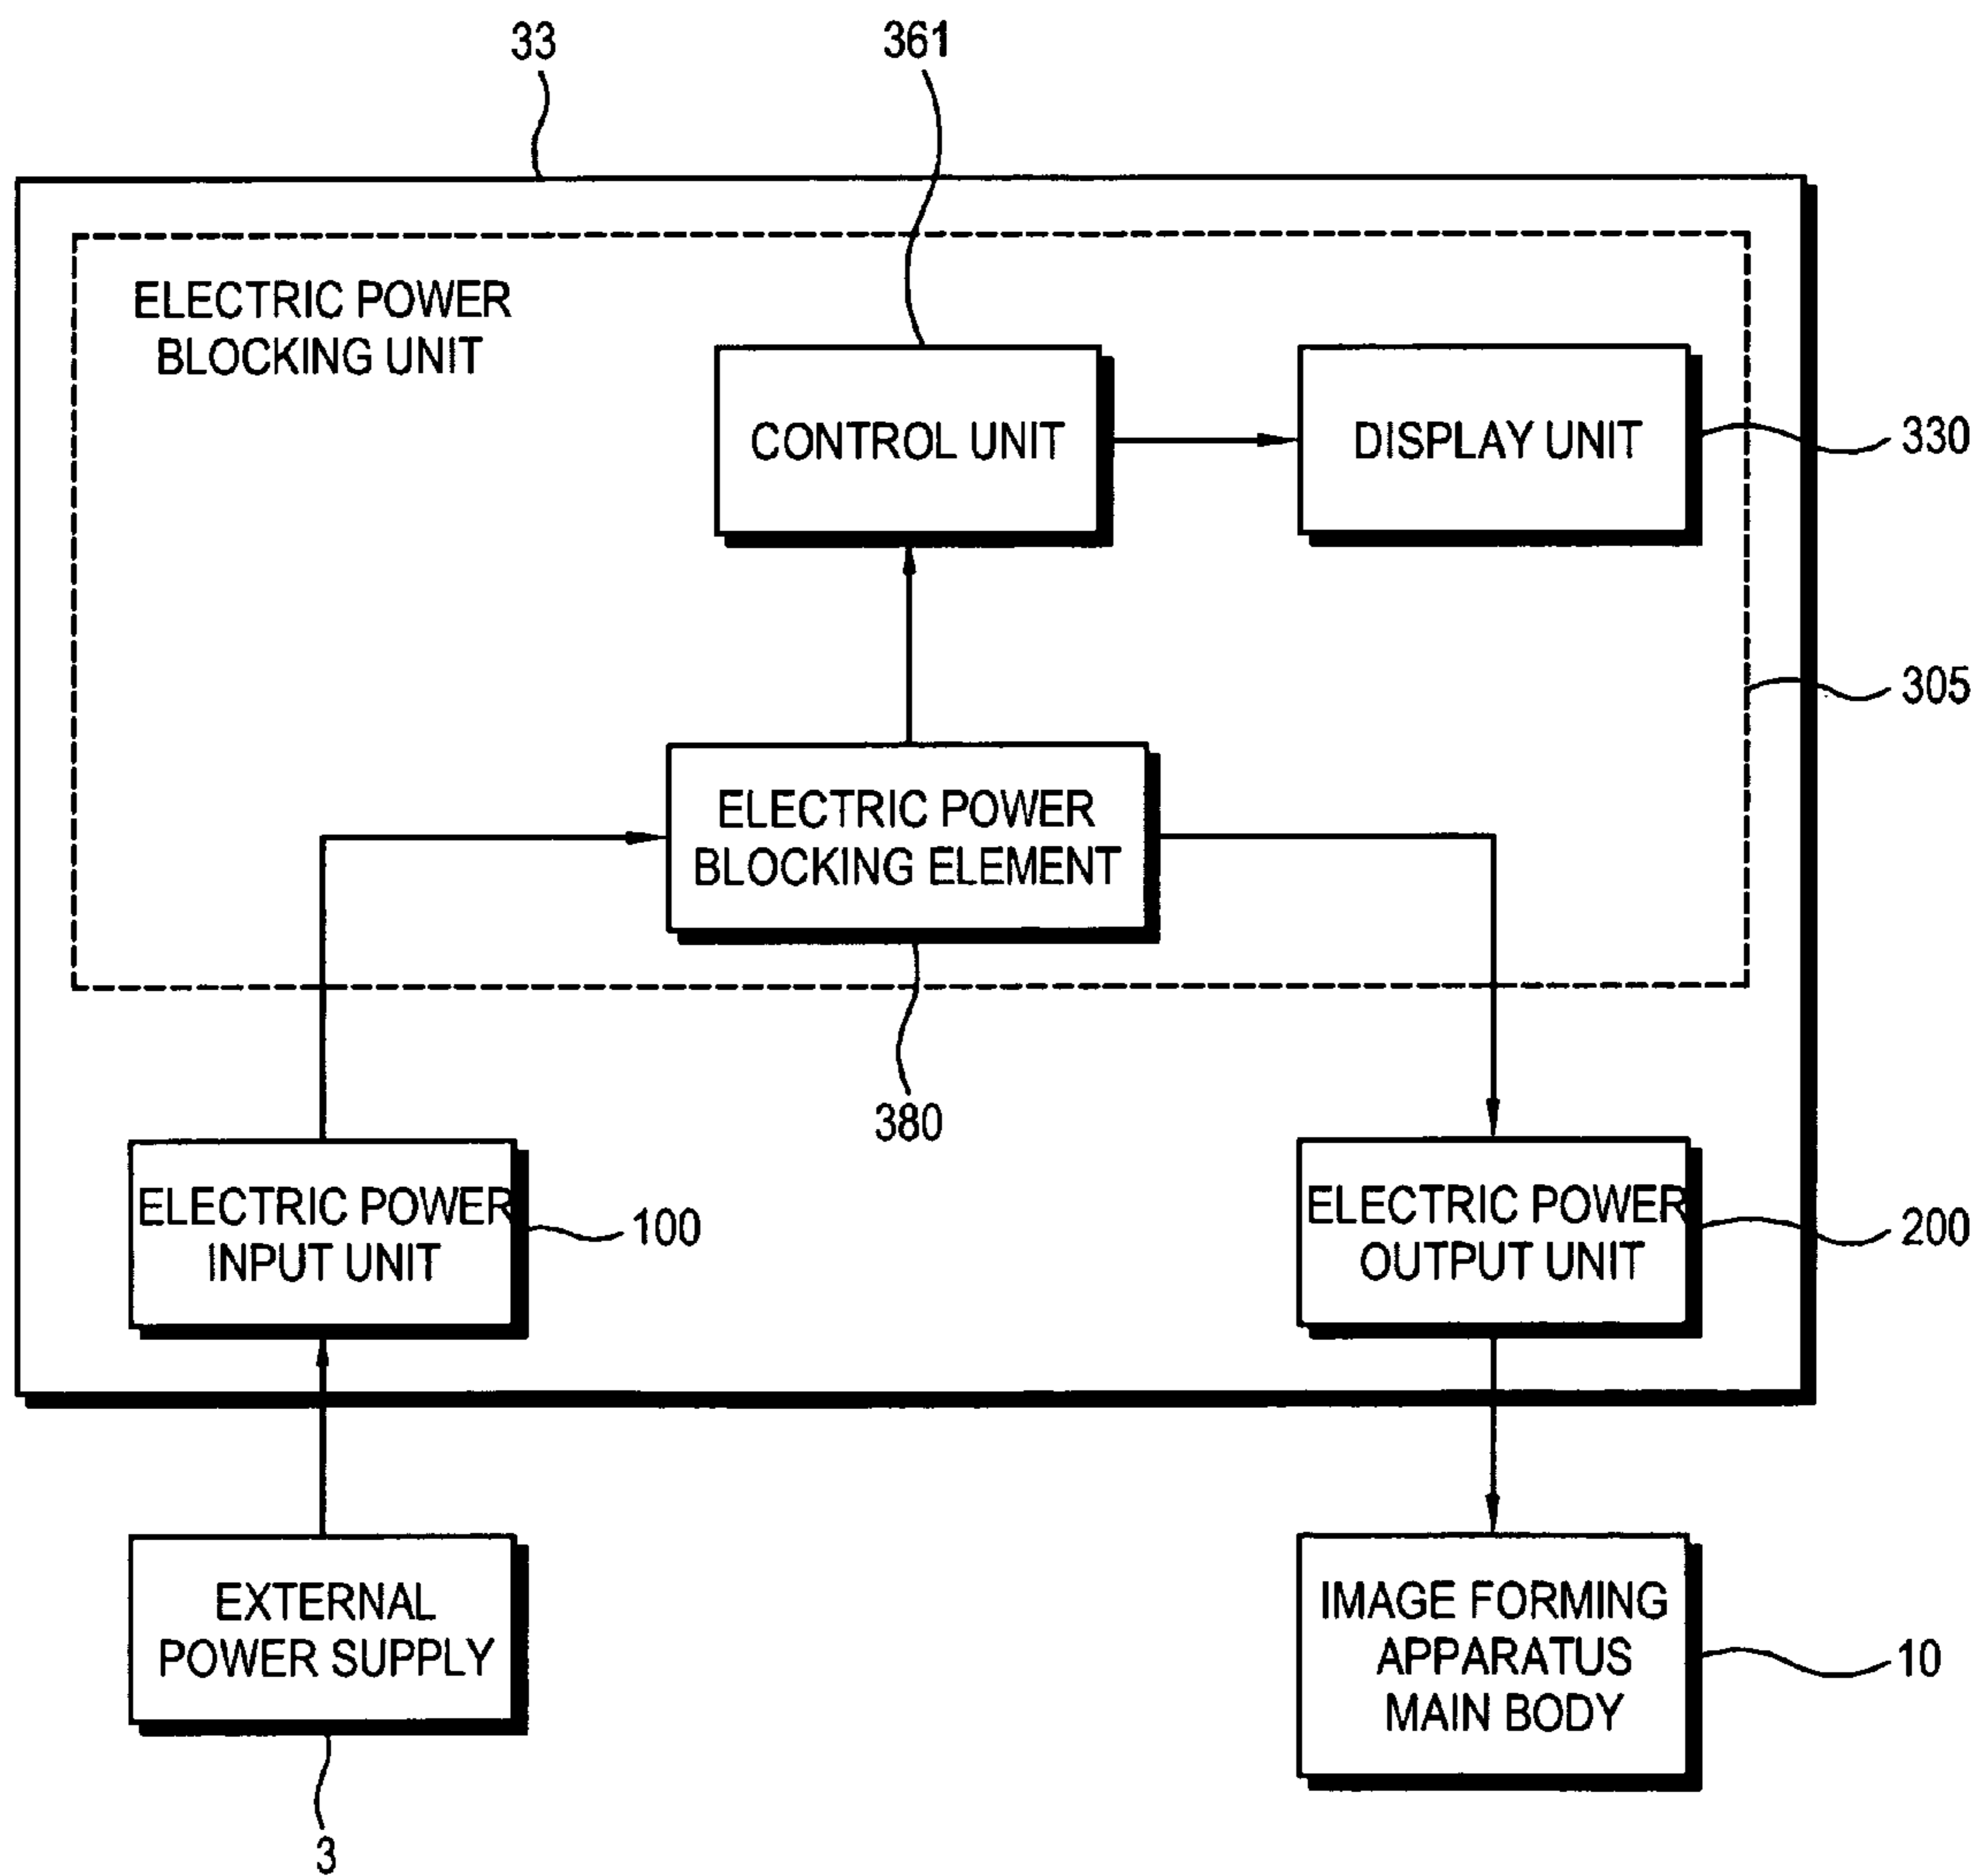 33
361
ELECTRIC POWER
BLOCKING UNIT
CONTROL UNIT
DISPLAY UNIT
330
305
ELECTRIC POWER
BLOCKING ELEMENT
380
ELECTRIC POWER
INPUT UNIT
100
ELECTRIC POWER
OUTPUT UNIT
200
EXTERNAL
POWER SUPPLY
3
IMAGE FORMING
APPARATUS
MAIN BODY
10